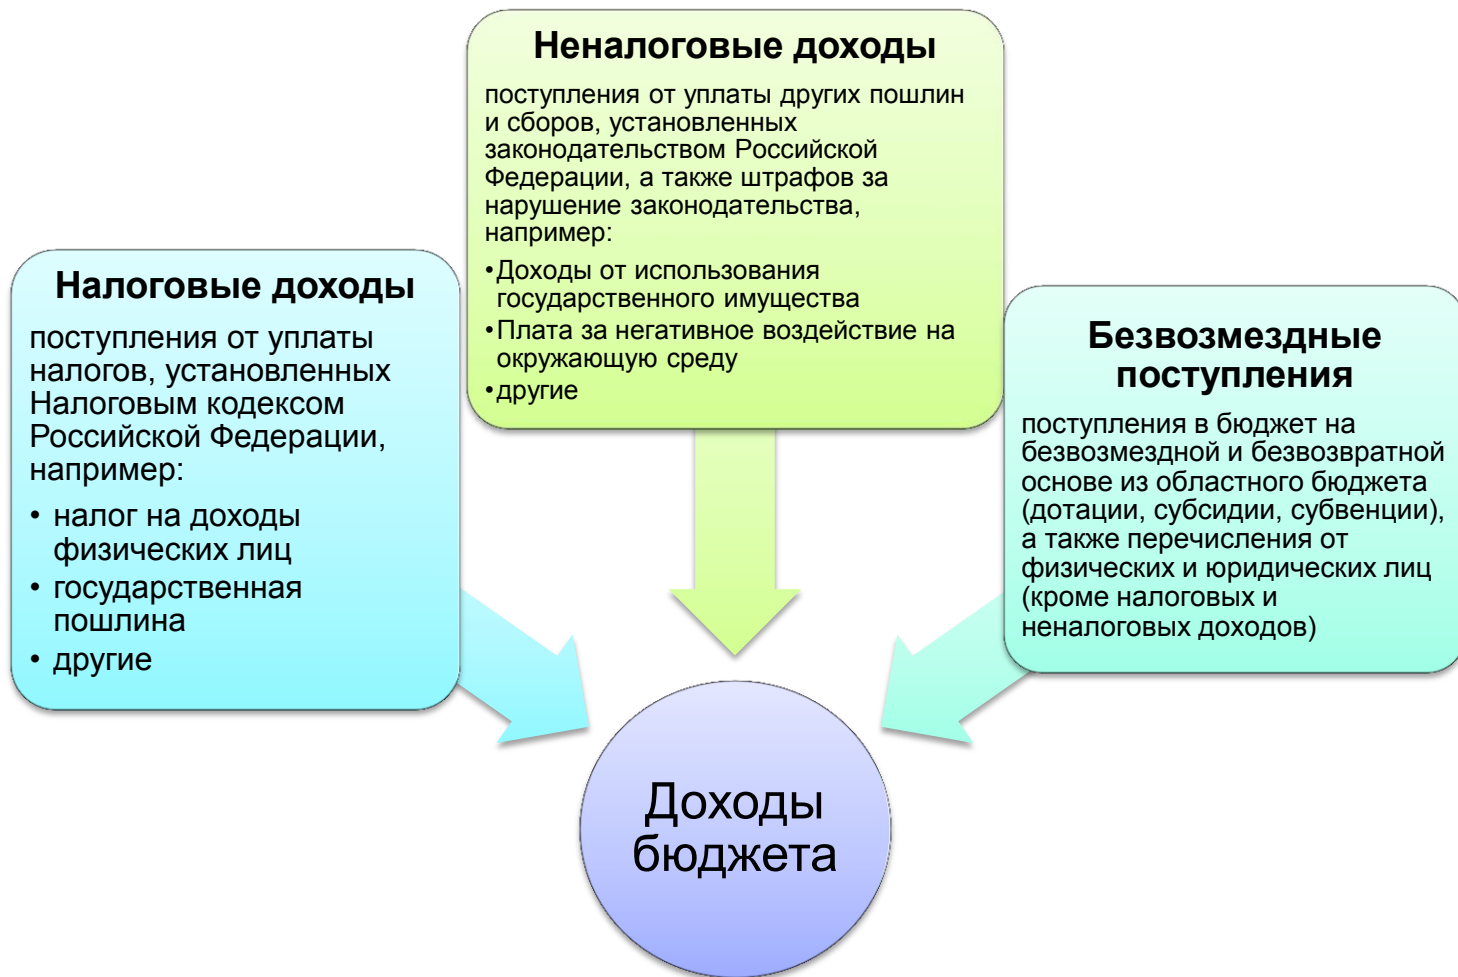 Неналоговые доходы
поступления от уплаты других пошлин
и сборов, установленных
законодательством Российской
Федерации, а также штрафов за
нарушение законодательства,
например:
•Доходы от использования
государственного имущества
•Плата за негативное воздействие на
окружающую среду
•другие
Налоговые доходы
поступления от уплаты
налогов, установленных
Налоговым кодексом
Российской Федерации,
например:
• налог на доходы
физических лиц
• государственная
пошлина
• другие
Безвозмездные
поступления
поступления в бюджет на
безвозмездной и безвозвратной
основе из областного бюджета
(дотации, субсидии, субвенции),
а также перечисления от
физических и юридических лиц
(кроме налоговых и
неналоговых доходов)
Доходы
бюджета